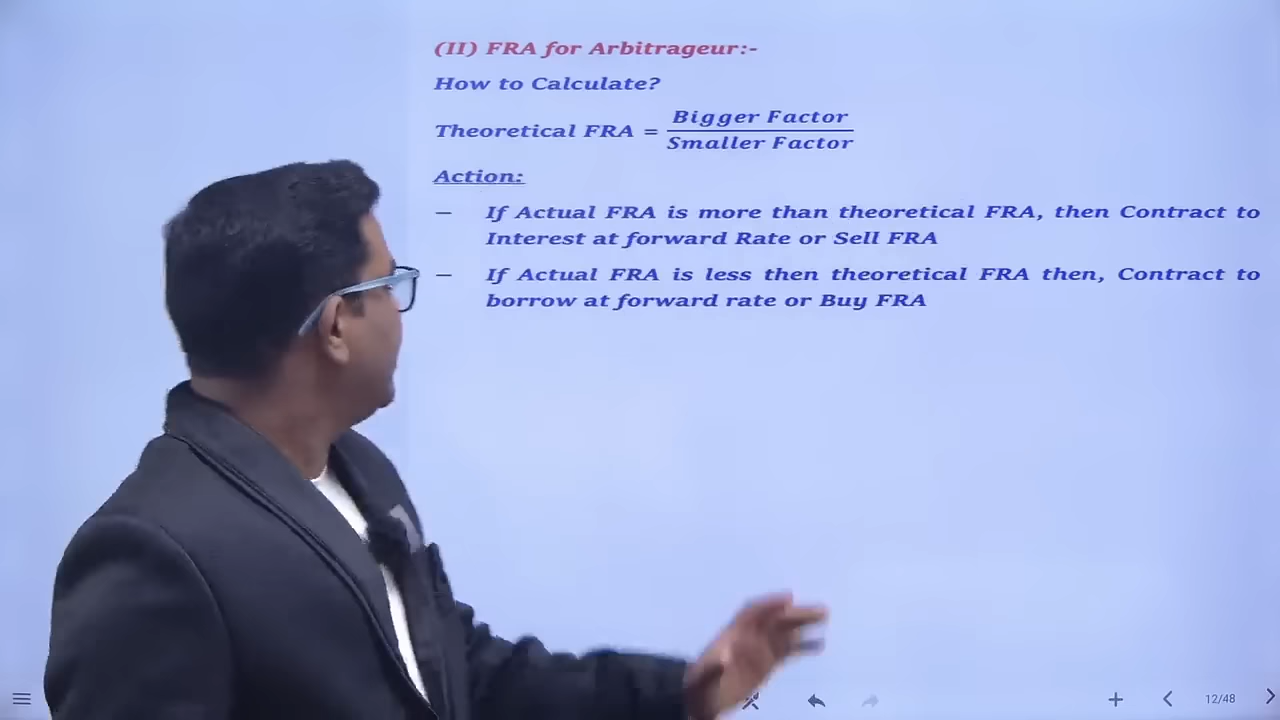 (II) FRA for Arbitrageur:-
How to Calculate?
Theoretical FRA = Bigger Factor
Smaller Factor
Action:
– If Actual FRA is more than theoretical FRA, then Contract to
Interest at forward Rate or Sell FRA
– If Actual FRA is less then theoretical FRA then, Contract to
borrow at forward rate or Buy FRA
12/48